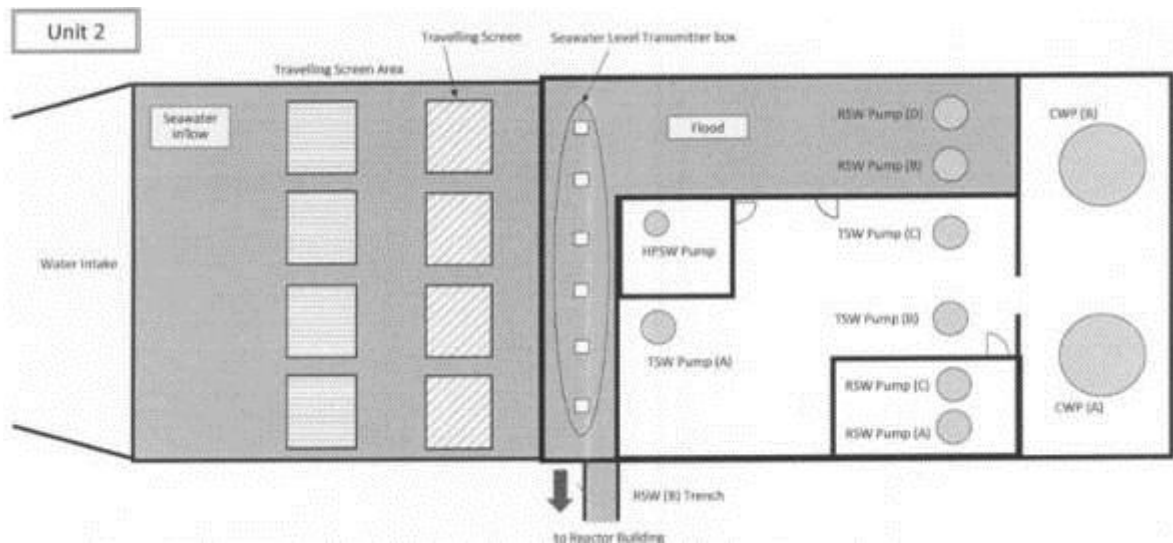 Unit 2
Travelling Screen
Seawater Level Transmitter box
Travelling Screen Area
Seawater
Inflow
Flood
RSW Pump (D)
CWP (B)
RSW Pump (B)
Water Intake
HPSW Pump
TSW Pump (C)
TSW Pump (A)
TSW Pump (B)
RSW Pump (C)
RSW Pump (A)
CWP (A)
RSW (B) Trench
to Reactor Building